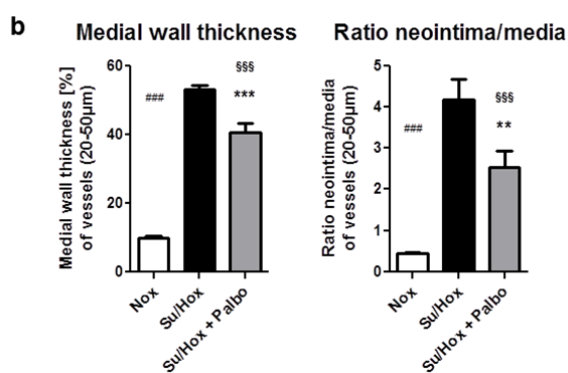 b
Medial wall thickness
Medial wall thickness [%]
of vessels (20-50μm)
60
40
20
0
###
§§§
***
Nox
Su/Hox
Su/Hox + Palbo
Ratio neointima/media
Ratio neointima/media
of vessels (20-50μm)
5
4
3
2
1
0
###
§§§
**
Nox
Su/Hox
Su/Hox + Palbo